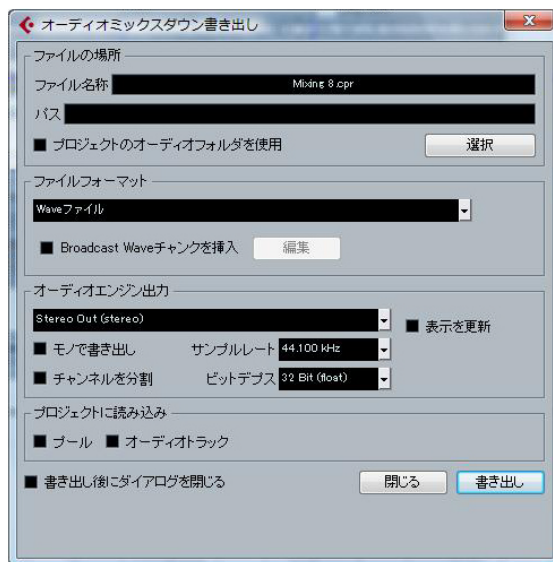 オーディオミックスダウン書き出し
ファイルの場所
ファイル名称 Mixing 8.cpr
パス
プロジェクトのオーディオフォルダを使用 選択
ファイルフォーマット
Waveファイル
Broadcast Waveチャンクを挿入 編集
オーディオエンジン出力
Stereo Out (stereo) 表示を更新
モノで書き出し サンプルレート 44.100 kHz
チャンネルを分割 ビットデプス 32 Bit (float)
プロジェクトに読み込み
プール オーディオトラック
書き出し後にダイアログを閉じる 閉じる 書き出し